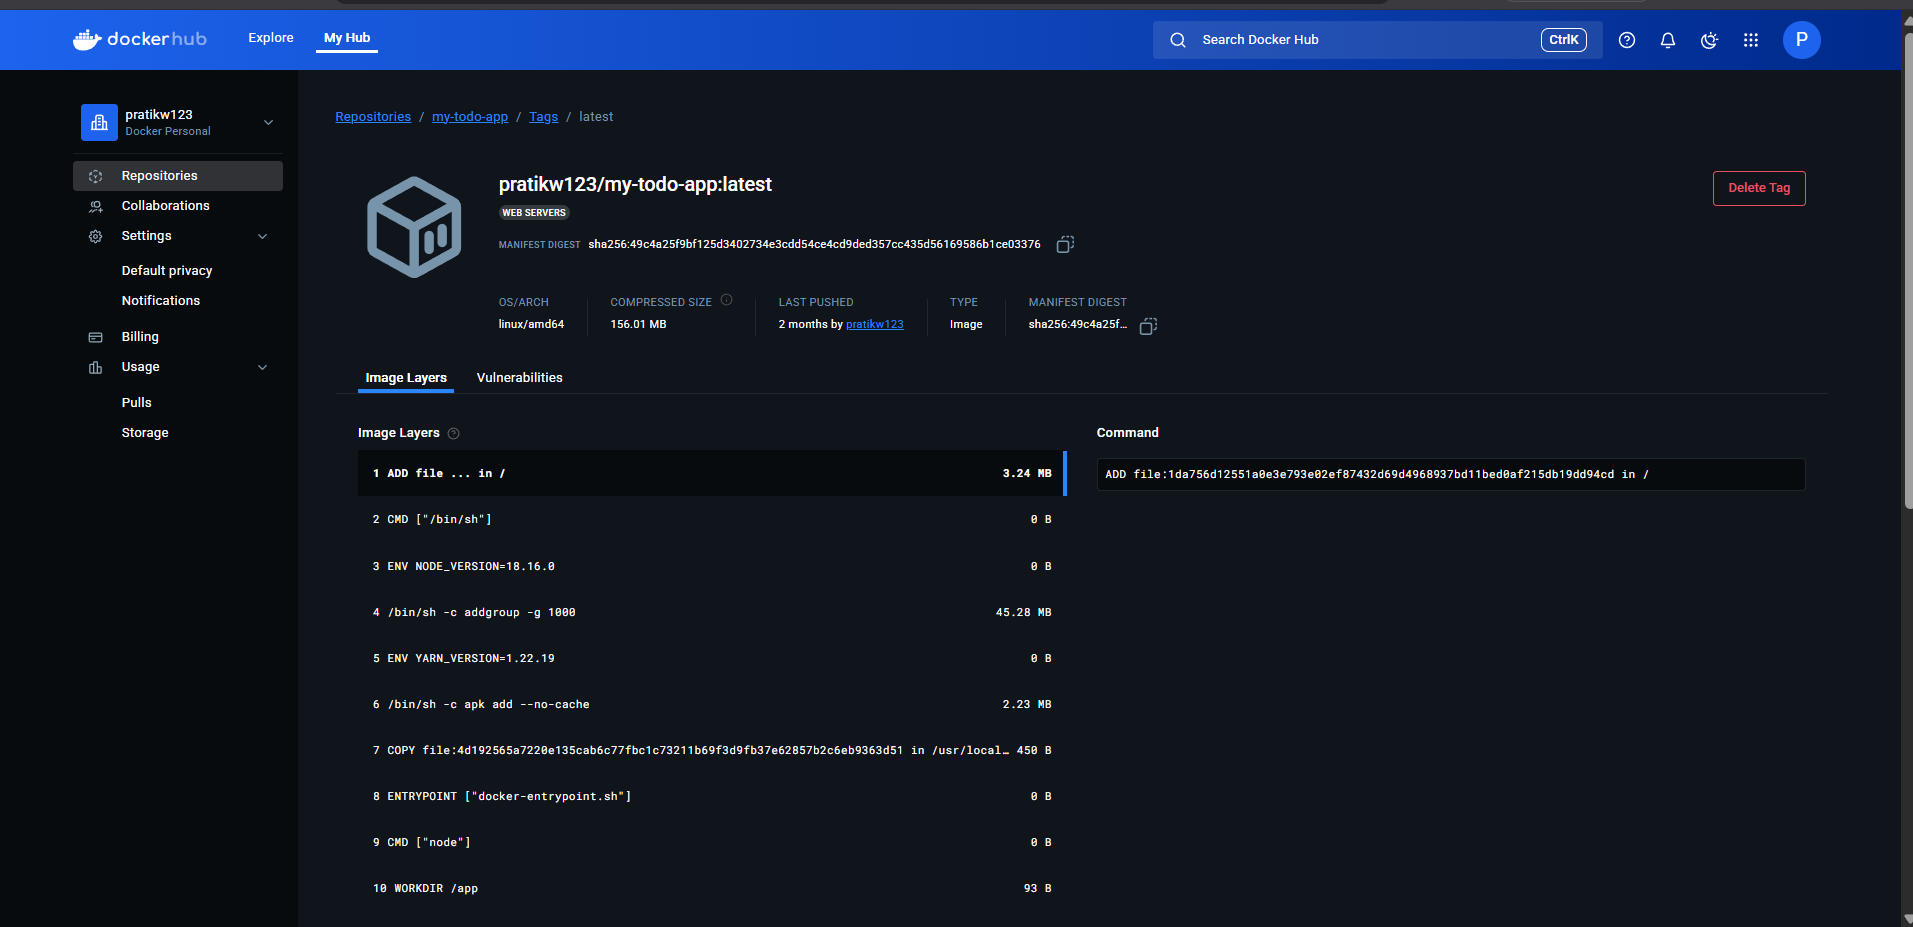 dockerhub
Explore
My Hub
Search Docker Hub
CtrlK
P
pratikw123
Docker Personal
Repositories
Collaborations
Settings
Default privacy
Notifications
Billing
Usage
Pulls
Storage
Repositories / my-todo-app / Tags / latest
pratikw123/my-todo-app:latest
Delete Tag
WEB SERVERS
MANIFEST DIGEST sha256:49c4a25f9bf125d3402734e3cdd54ce4cd9ded357cc435d56169586b1ce03376
OS/ARCH
linux/amd64
COMPRESSED SIZE
156.01 MB
LAST PUSHED
2 months by pratikw123
TYPE
Image
MANIFEST DIGEST
sha256:49c4a25f…
Image Layers
Vulnerabilities
Image Layers
1 ADD file ... in / 3.24 MB
2 CMD ["/bin/sh"] 0 B
3 ENV NODE_VERSION=18.16.0 0 B
4 /bin/sh -c addgroup -g 1000 45.28 MB
5 ENV YARN_VERSION=1.22.19 0 B
6 /bin/sh -c apk add --no-cache 2.23 MB
7 COPY file:4d192565a7220e135cab6c77fbc1c73211b69f3d9fb37e62857b2c6eb9363d51 in /usr/local… 450 B
8 ENTRYPOINT ["docker-entrypoint.sh"] 0 B
9 CMD ["node"] 0 B
10 WORKDIR /app 93 B
Command
ADD file:1da756d12551a0e3e793e02ef87432d69d4968937bd11bed0af215db19dd94cd in /